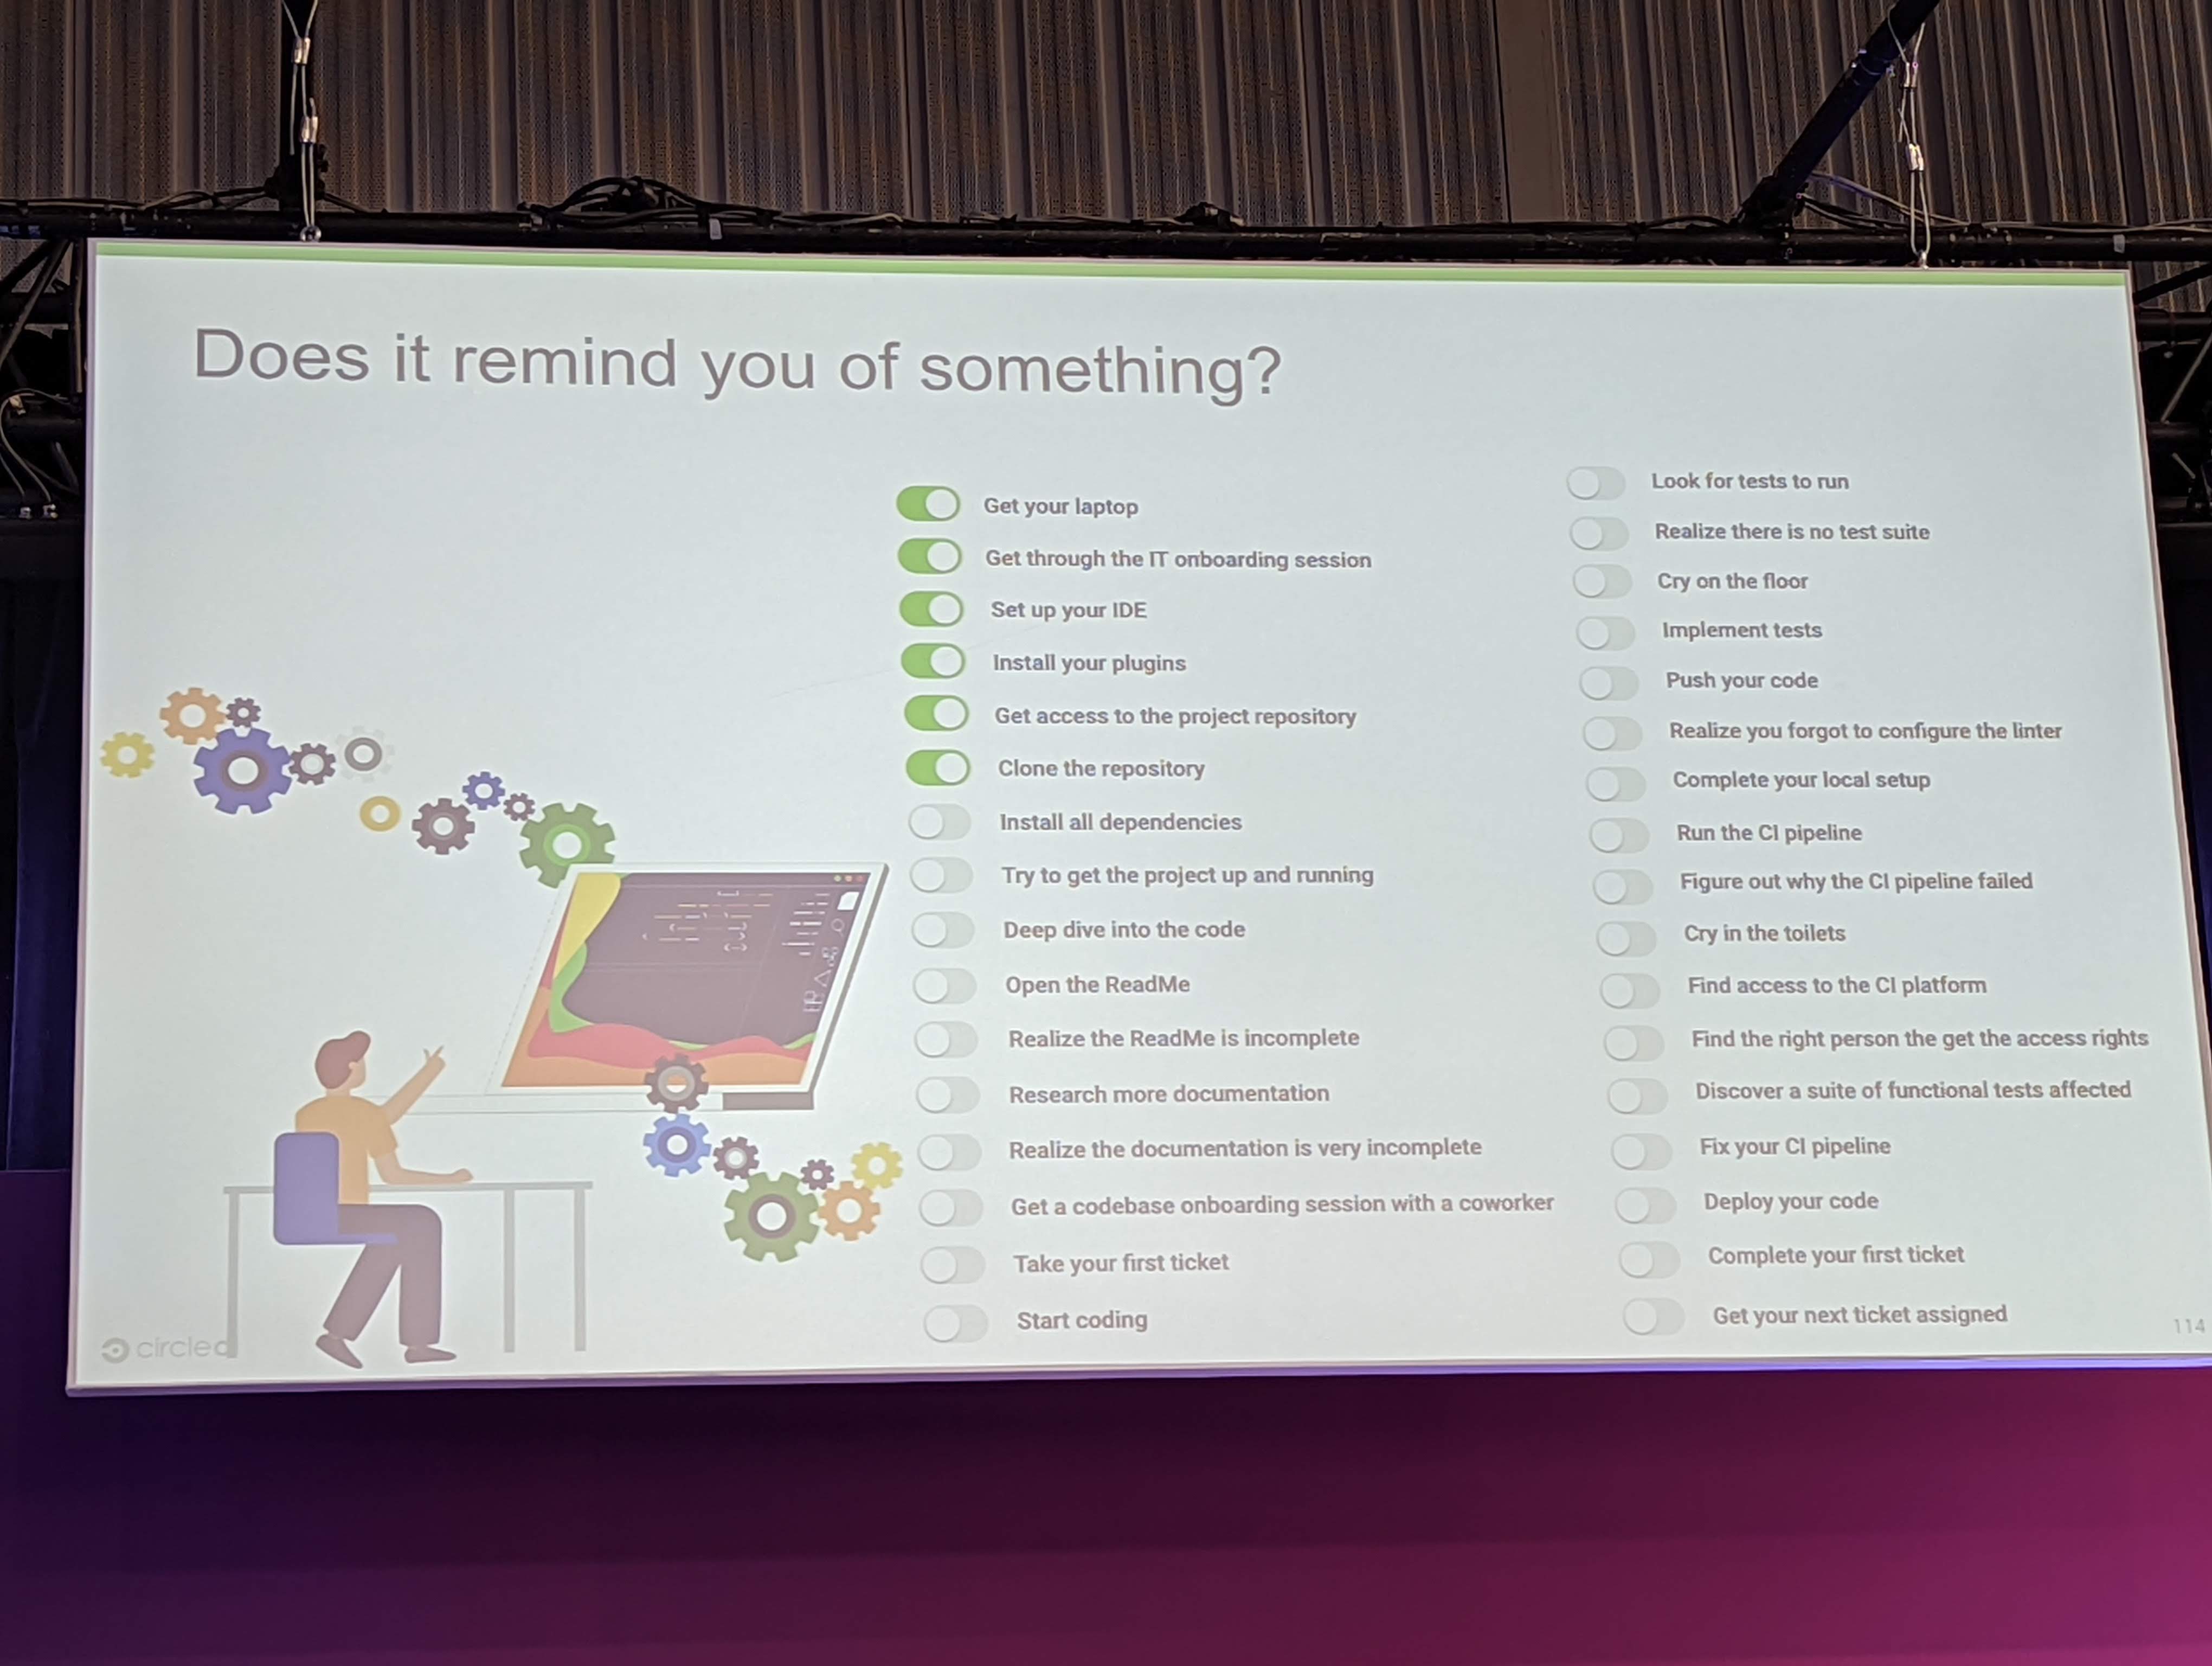 Does it remind you of something?
Get your laptop
Get through the IT onboarding session
Set up your IDE
Install your plugins
Get access to the project repository
Clone the repository
Install all dependencies
Try to get the project up and running
Deep dive into the code
Open the ReadMe
Realize the ReadMe is incomplete
Research more documentation
Realize the documentation is very incomplete
Get a codebase onboarding session with a coworker
Take your first ticket
Start coding
Look for tests to run
Realize there is no test suite
Cry on the floor
Implement tests
Push your code
Realize you forgot to configure the linter
Complete your local setup
Run the CI pipeline
Figure out why the CI pipeline failed
Cry in the toilets
Find access to the CI platform
Find the right person the get the access rights
Discover a suite of functional tests affected
Fix your CI pipeline
Deploy your code
Complete your first ticket
Get your next ticket assigned
circle
114